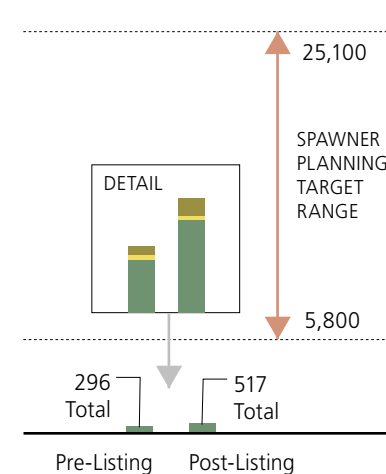 25,100
SPAWNER
PLANNING
TARGET
RANGE
DETAIL
5,800
296
Total
517
Total
Pre-Listing
Post-Listing